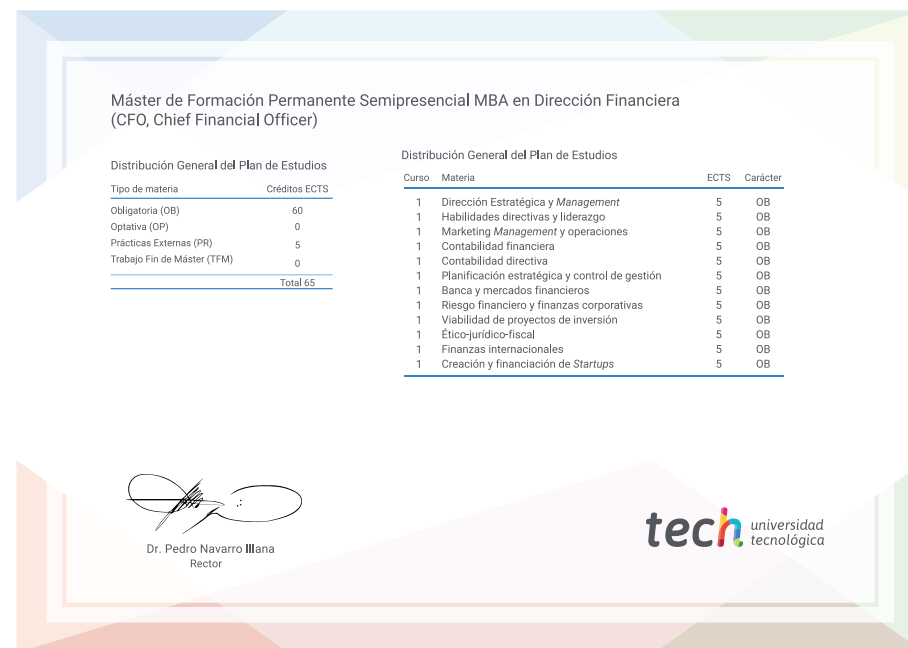 Máster de Formación Permanente Semipresencial MBA en Dirección Financiera
(CFO, Chief Financial Officer)
Distribución General del Plan de Estudios
Tipo de materia Créditos ECTS
Obligatoria (OB) 60
Optativa (OP) 0
Prácticas Externas (PR) 5
Trabajo Fin de Máster (TFM) 0
Total 65
Distribución General del Plan de Estudios
Curso Materia ECTS Carácter
1 Dirección Estratégica y Management 5 OB
1 Habilidades directivas y liderazgo 5 OB
1 Marketing Management y operaciones 5 OB
1 Contabilidad financiera 5 OB
1 Contabilidad directiva 5 OB
1 Planificación estratégica y control de gestión 5 OB
1 Banca y mercados financieros 5 OB
1 Riesgo financiero y finanzas corporativas 5 OB
1 Viabilidad de proyectos de inversión 5 OB
1 Ético-jurídico-fiscal 5 OB
1 Finanzas internacionales 5 OB
1 Creación y financiación de Startups 5 OB
Dr. Pedro Navarro Illana
Rector
tech universidad
tecnológica